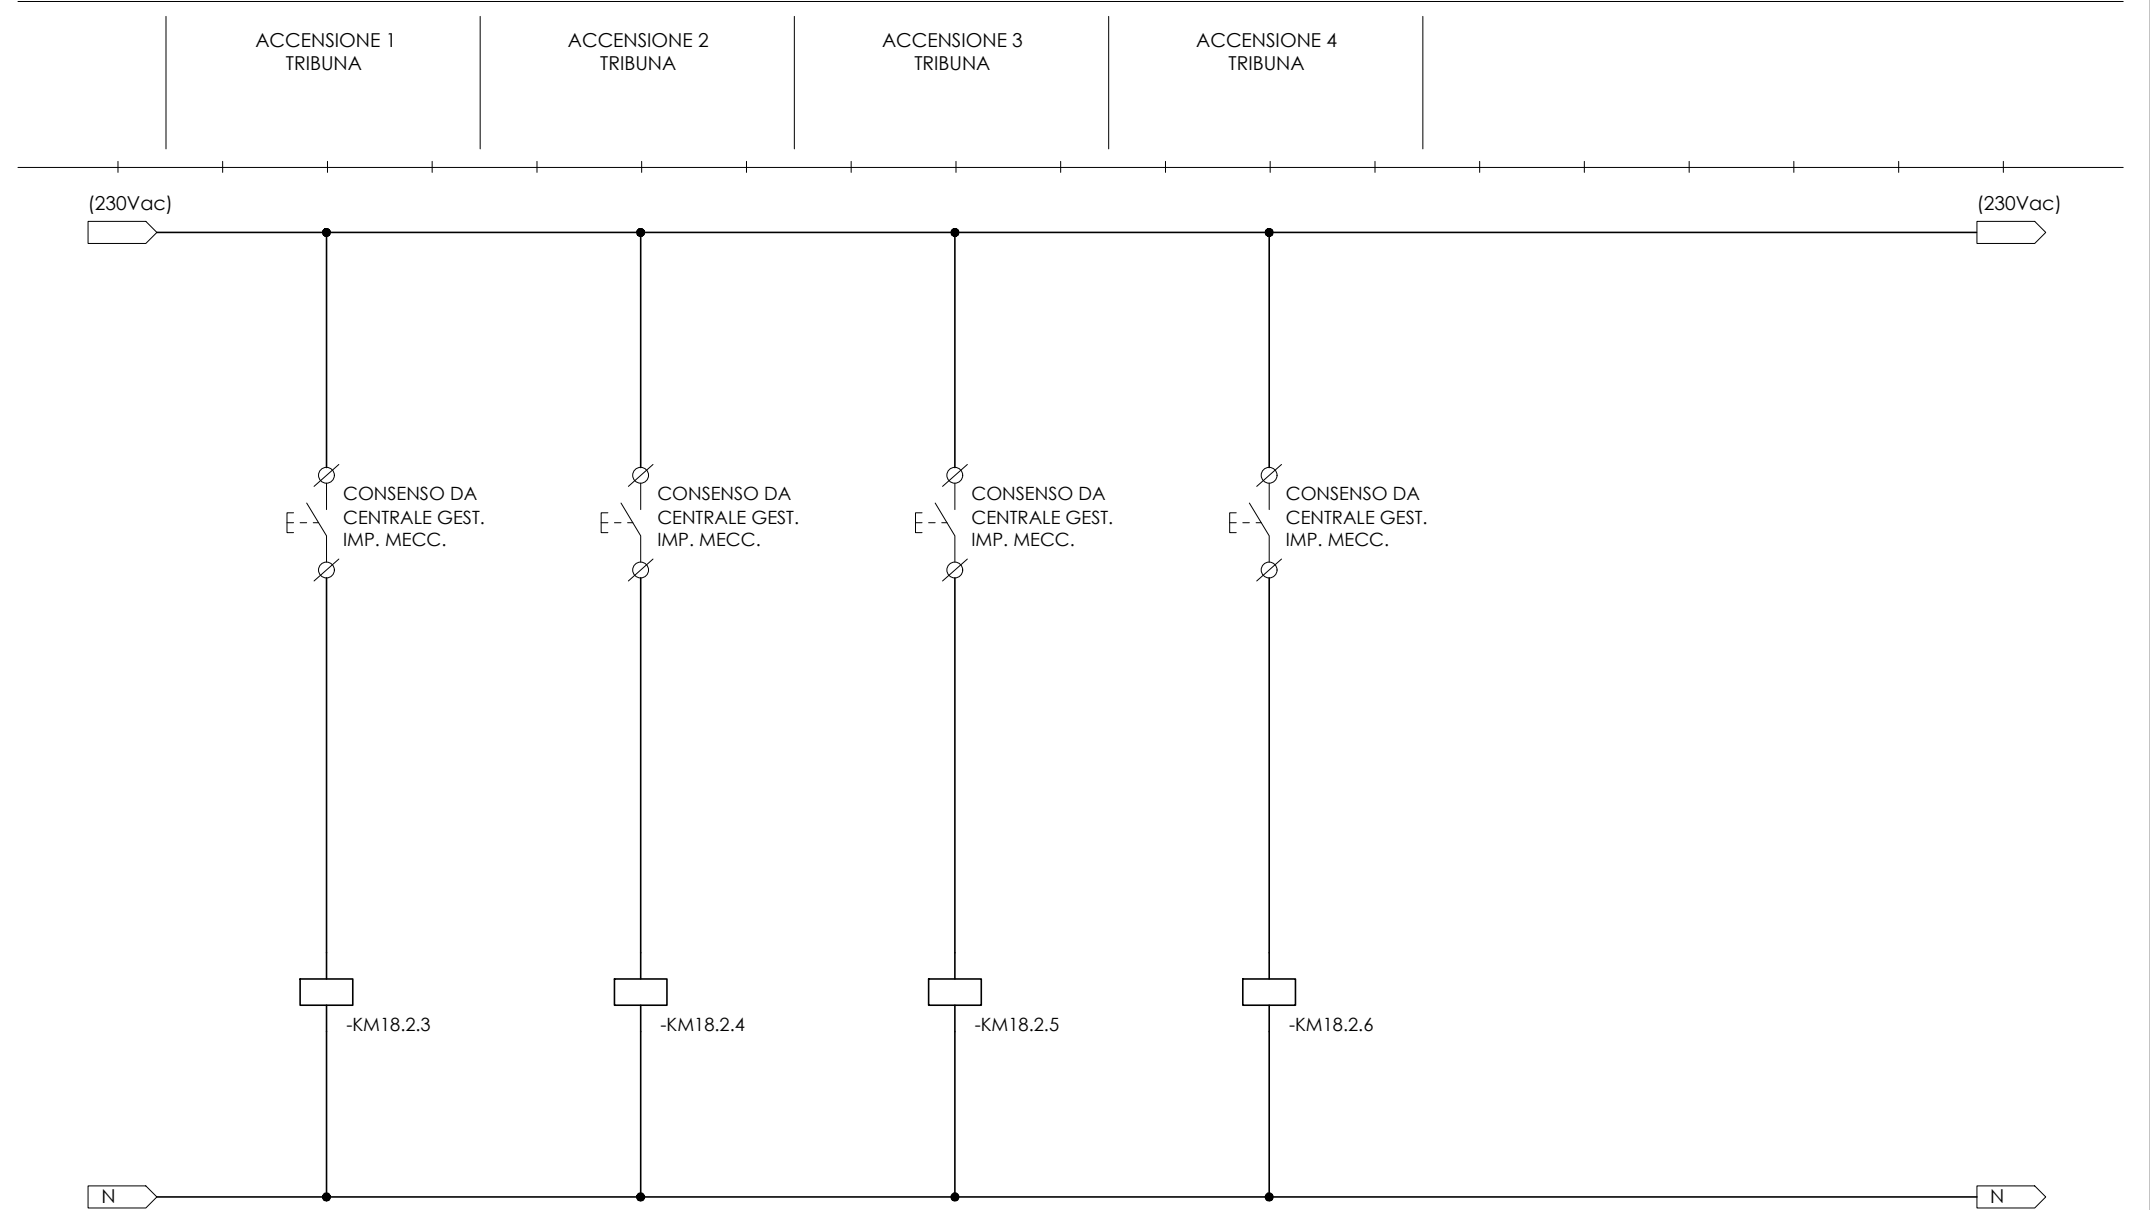 ACCENSIONE 1
TRIBUNA
ACCENSIONE 2
TRIBUNA
ACCENSIONE 3
TRIBUNA
ACCENSIONE 4
TRIBUNA
(230Vac)
(230Vac)
CONSENSO DA
CENTRALE GEST.
IMP. MECC.
CONSENSO DA
CENTRALE GEST.
IMP. MECC.
CONSENSO DA
CENTRALE GEST.
IMP. MECC.
CONSENSO DA
CENTRALE GEST.
IMP. MECC.
-KM18.2.3
-KM18.2.4
-KM18.2.5
-KM18.2.6
N
N